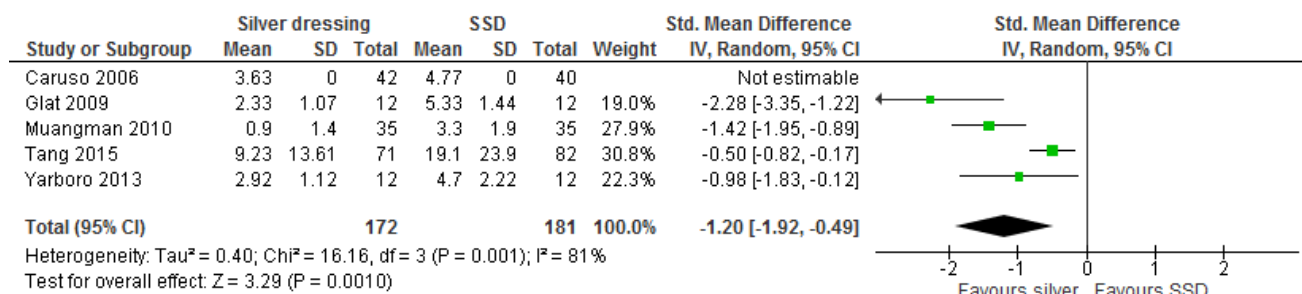 Silver dressing SSD Std. Mean Difference Std. Mean Difference
Study or Subgroup Mean SD Total Mean SD Total Weight IV, Random, 95% CI IV, Random, 95% CI
Caruso 2006 3.63 0 42 4.77 0 40 Not estimable
Glat 2009 2.33 1.07 12 5.33 1.44 12 19.0% -2.28 [-3.35, -1.22]
Muangman 2010 0.9 1.4 35 3.3 1.9 35 27.9% -1.42 [-1.95, -0.89]
Tang 2015 9.23 13.61 71 19.1 23.9 82 30.8% -0.50 [-0.82, -0.17]
Yarboro 2013 2.92 1.12 12 4.7 2.22 12 22.3% -0.98 [-1.83, -0.12]
Total (95% CI) 172 181 100.0% -1.20 [-1.92, -0.49]
Heterogeneity: Tau² = 0.40; Chi² = 16.16, df = 3 (P = 0.001); I² = 81%
Test for overall effect: Z = 3.29 (P = 0.0010)
-2 -1 0 1 2
Favours silver Favours SSD